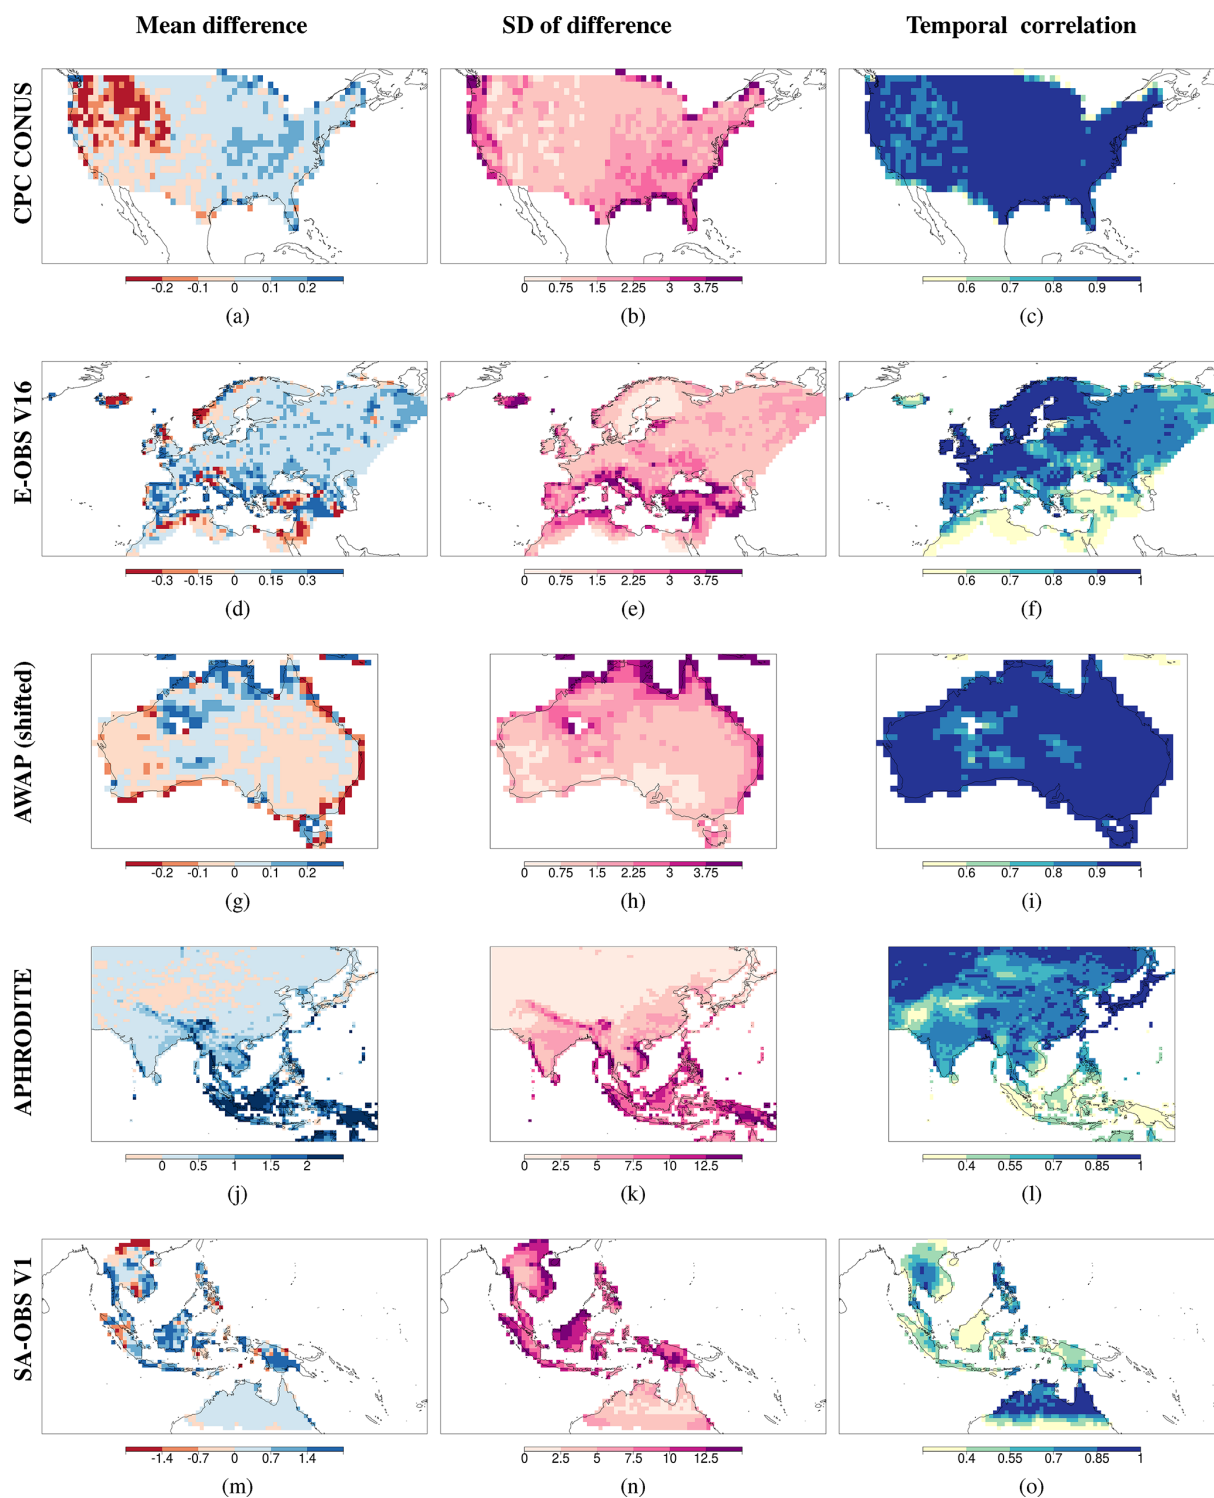 Mean difference SD of difference Temporal correlation
CPC CONUS
-0.2 -0.1 0 0.1 0.2
0 0.75 1.5 2.25 3 3.75
0.6 0.7 0.8 0.9 1
(a) (b) (c)
E-OBS V16
-0.3 -0.15 0 0.15 0.3
0 0.75 1.5 2.25 3 3.75
0.6 0.7 0.8 0.9 1
(d) (e) (f)
AWAP (shifted)
-0.2 -0.1 0 0.1 0.2
0 0.75 1.5 2.25 3 3.75
0.6 0.7 0.8 0.9 1
(g) (h) (i)
APHRODITE
0 0.5 1 1.5 2
0 2.5 5 7.5 10 12.5
0.4 0.55 0.7 0.85 1
(j) (k) (l)
SA-OBS V1
-1.4 -0.7 0 0.7 1.4
0 2.5 5 7.5 10 12.5
0.4 0.55 0.7 0.85 1
(m) (n) (o)